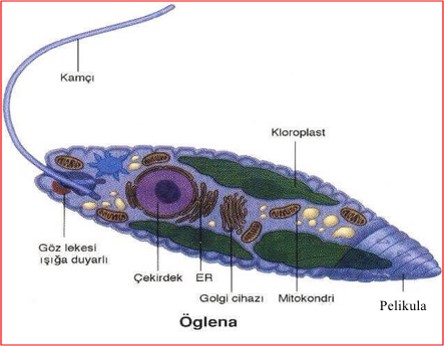 Kamçı
Kloroplast
Göz lekesi
ışığa duyarlı
Çekirdek
ER
Golgi cihazı
Mitokondri
Pelikula
Öglena